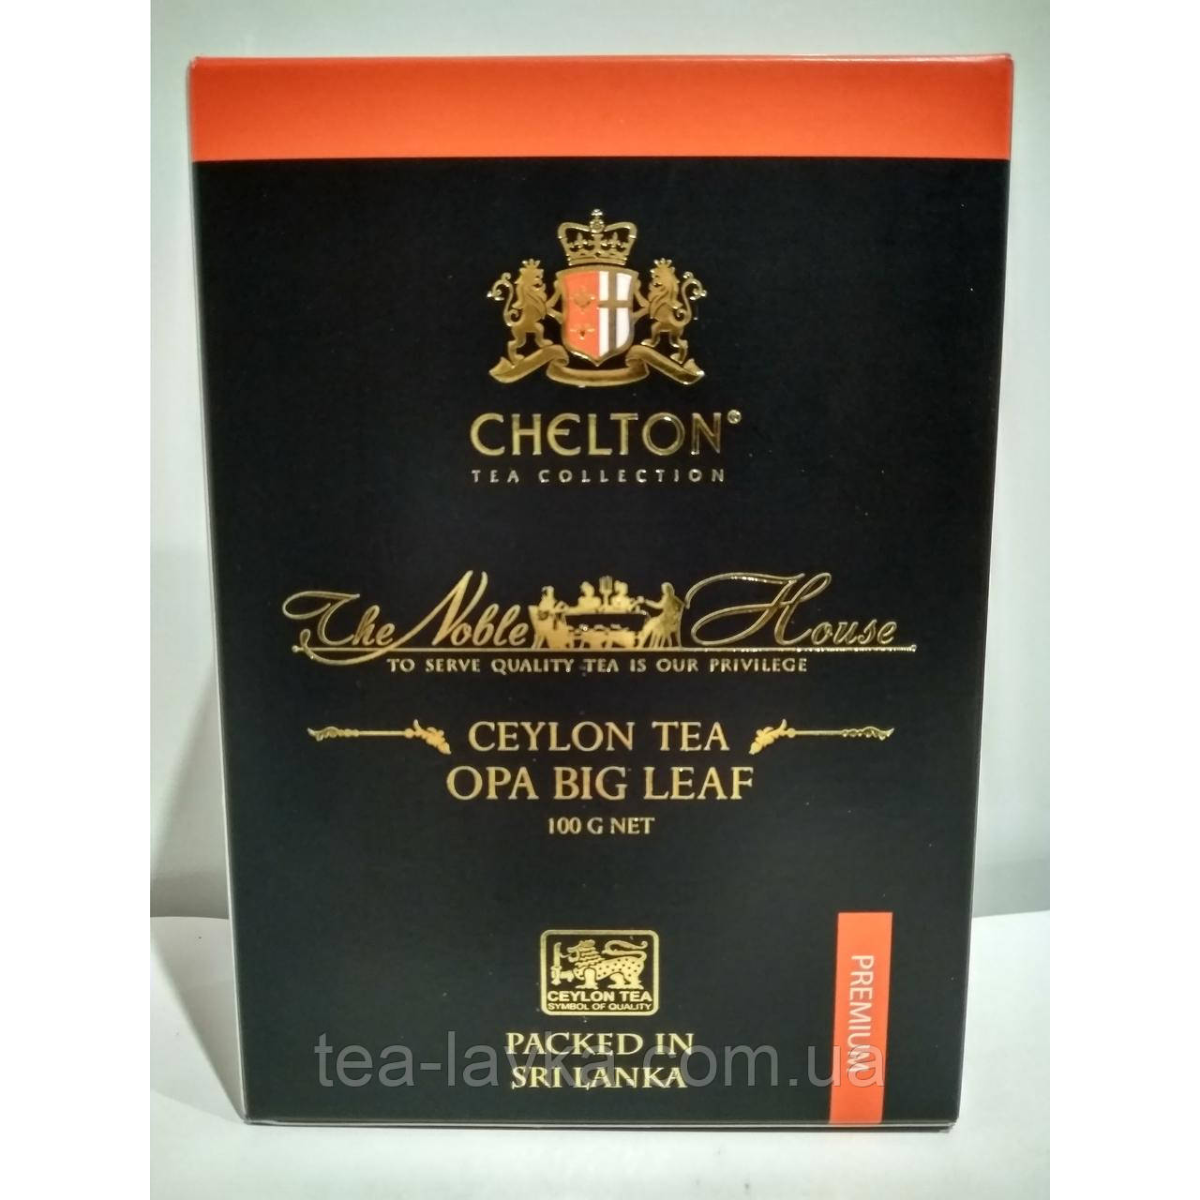 CHELTON®
TEA COLLECTION
The Noble House
TO SERVE QUALITY TEA IS OUR PRIVILEGE
CEYLON TEA
OPA BIG LEAF
100 G NET
CEYLON TEA
SYMBOL OF QUALITY
PREMIUM
PACKED IN
SRI LANKA
tea-lavka.com.ua